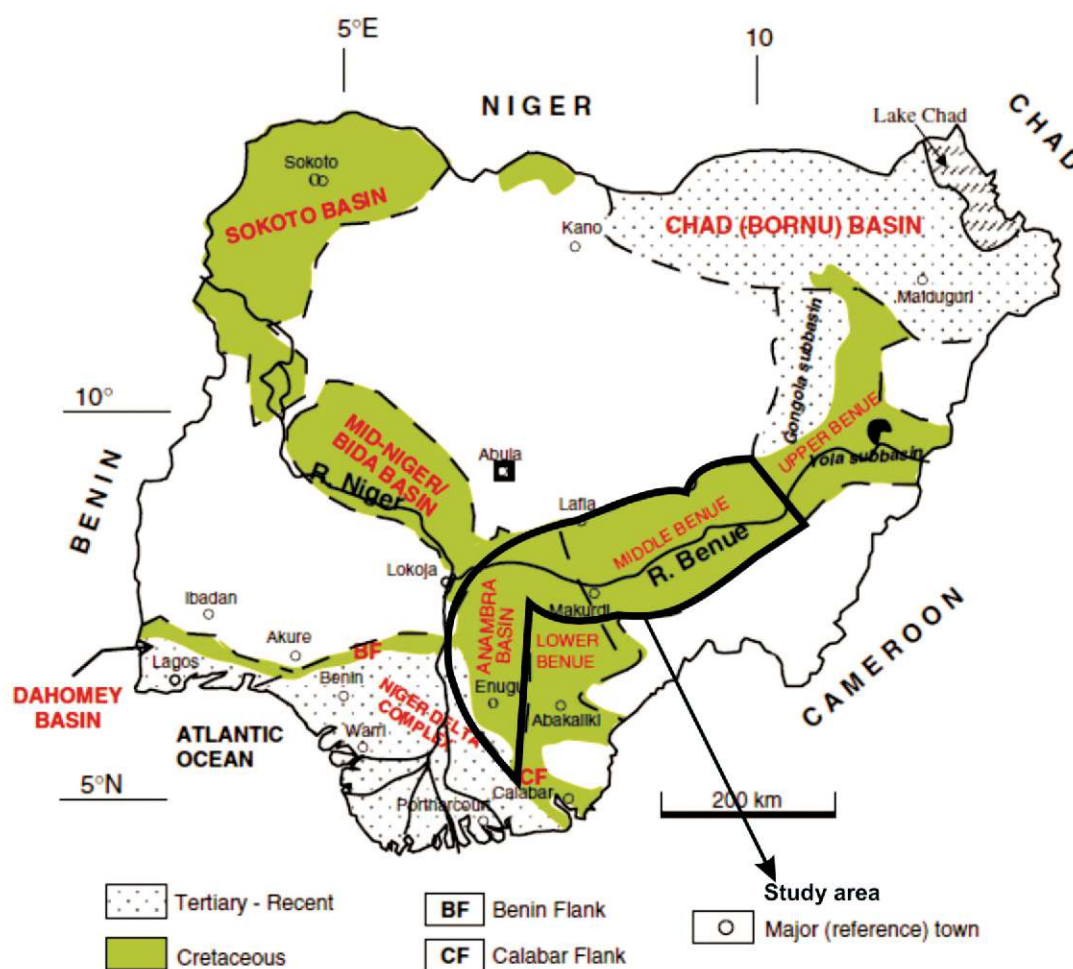 5°E
10
NIGER
CHAD
Lake Chad
Sokoto
SOKOTO BASIN
Kano
CHAD (BORNU) BASIN
Maiduguri
Gongola subbasin
10°
MID-NIGER/
BIDA BASIN
R. Niger
Abuja
UPPER BENUE
Yola subbasin
BENIN
Lafia
MIDDLE BENUE
R. Benue
Lokoja
Makurdi
Ibadan
Akure
BF
ANAMBRA
BASIN
LOWER
BENUE
CAMEROON
Lagos
Benin
Enugu
Abakaliki
DAHOMEY
BASIN
NIGER DELTA
COMPLEX
ATLANTIC
OCEAN
Warri
CF
Calabar
5°N
Portharcourt
200 km
Study area
Tertiary - Recent
BF Benin Flank
Major (reference) town
Cretaceous
CF Calabar Flank